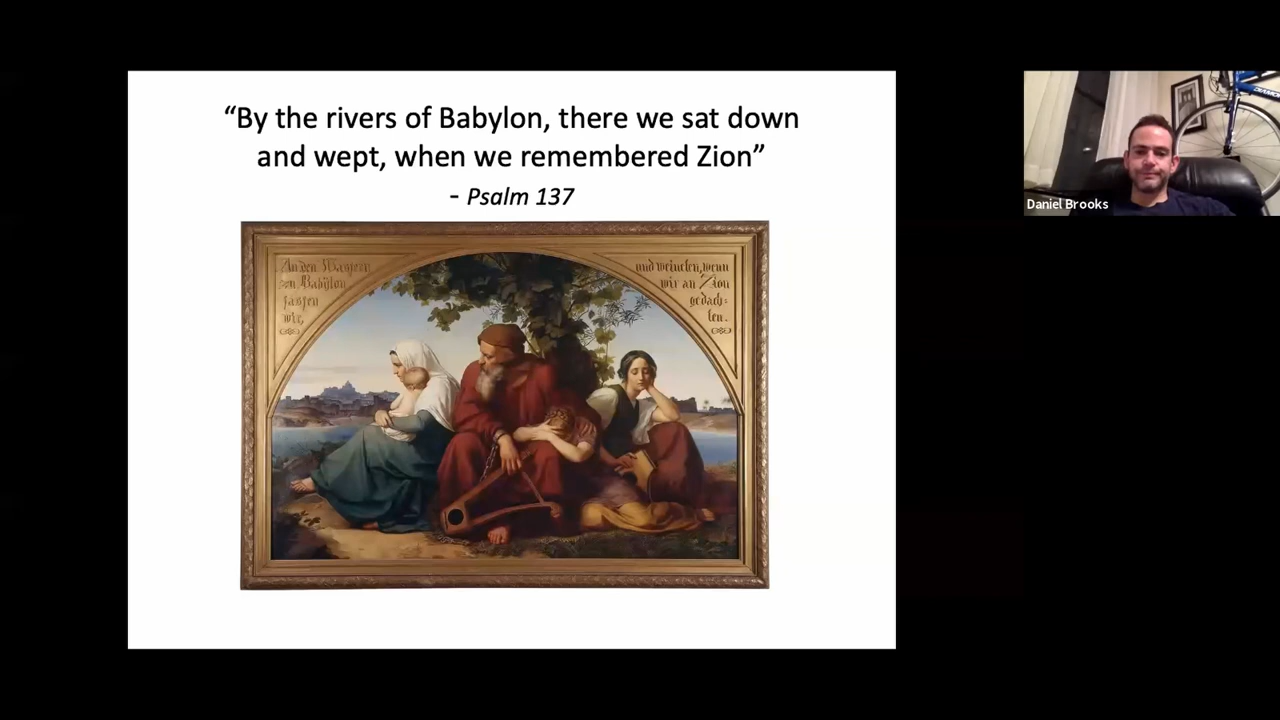 “By the rivers of Babylon, there we sat down
and wept, when we remembered Zion”
- Psalm 137
An den Wassern
von Babylon
sassen
wir,
und weinten, wenn
wir an Zion
gedach-
ten.
Daniel Brooks